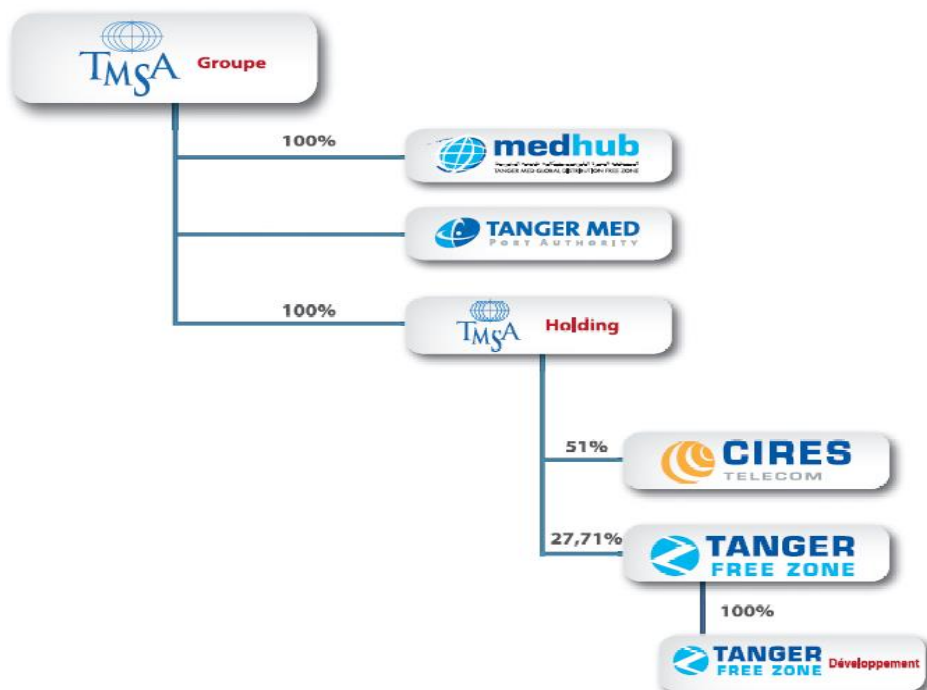 TMSA Groupe
100%
medhub
TANGER MED GLOBAL DISTRIBUTION FREE ZONE
TANGER MED
PORT AUTHORITY
100%
TMSA Holding
51%
CIRES
TELECOM
27,71%
TANGER
FREE ZONE
100%
TANGER
FREE ZONE Développement